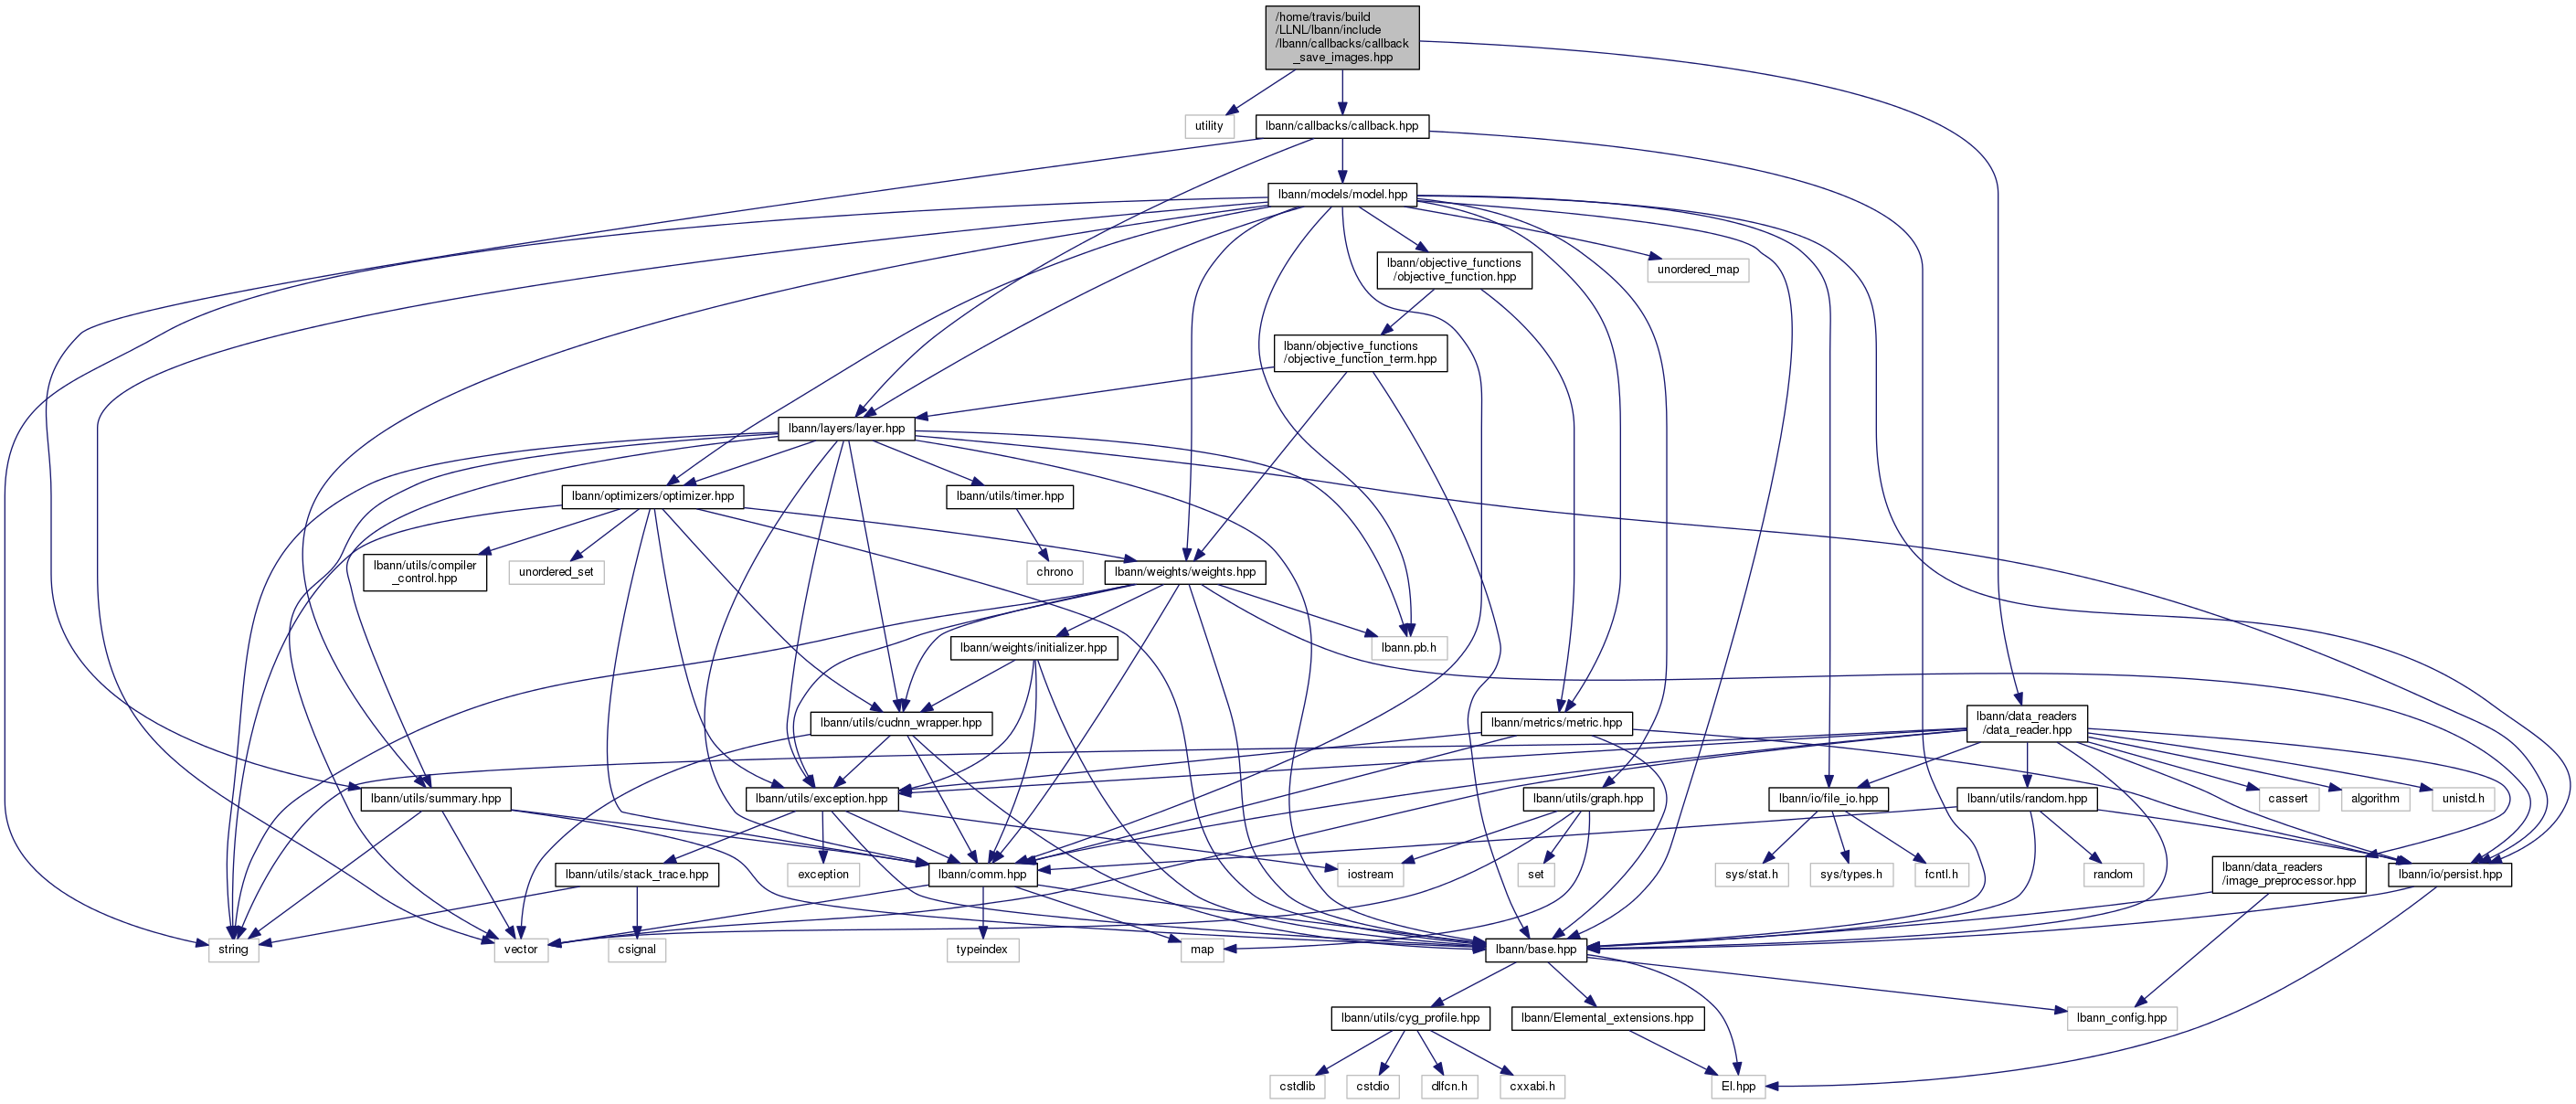 /home/travis/build
/LLNL/lbann/include
/lbann/callbacks/callback
_save_images.hpp
utility
lbann/callbacks/callback.hpp
lbann/models/model.hpp
lbann/objective_functions
/objective_function.hpp
unordered_map
lbann/objective_functions
/objective_function_term.hpp
lbann/layers/layer.hpp
lbann/optimizers/optimizer.hpp
lbann/utils/timer.hpp
lbann/utils/compiler
_control.hpp
unordered_set
chrono
lbann/weights/weights.hpp
lbann/weights/initializer.hpp
lbann.pb.h
lbann/utils/cudnn_wrapper.hpp
lbann/metrics/metric.hpp
lbann/data_readers
/data_reader.hpp
lbann/utils/summary.hpp
lbann/utils/exception.hpp
lbann/utils/graph.hpp
lbann/io/file_io.hpp
lbann/utils/random.hpp
cassert
algorithm
unistd.h
lbann/utils/stack_trace.hpp
exception
lbann/comm.hpp
iostream
set
sys/stat.h
sys/types.h
fcntl.h
random
lbann/data_readers
/image_preprocessor.hpp
lbann/io/persist.hpp
string
vector
csignal
typeindex
map
lbann/base.hpp
lbann/utils/cyg_profile.hpp
lbann/Elemental_extensions.hpp
lbann_config.hpp
cstdlib
cstdio
dlfcn.h
cxxabi.h
El.hpp